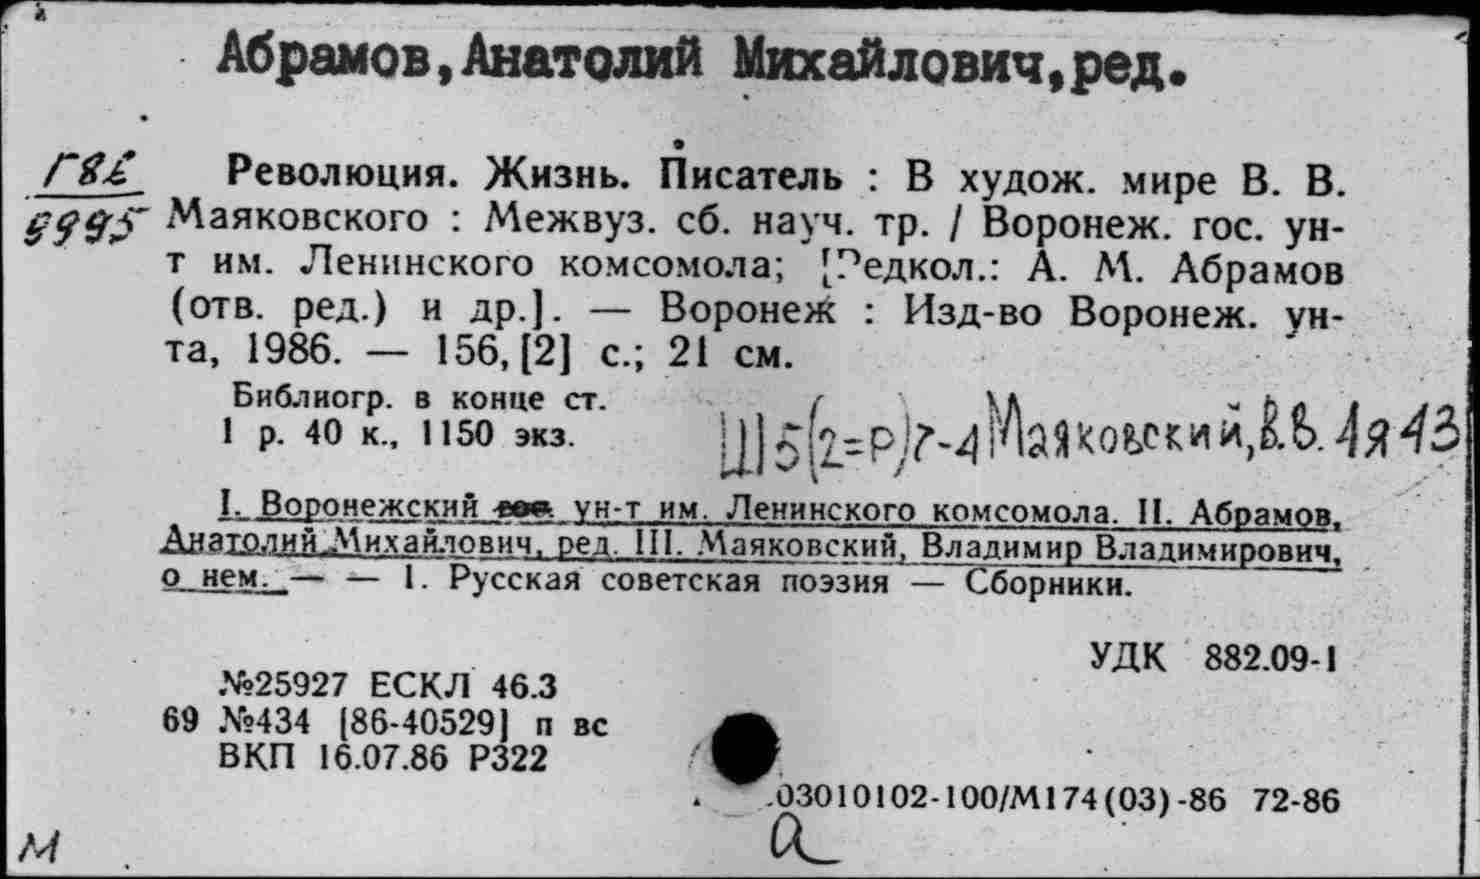 Абрамов, Анатолий Михайлович, ред.
Революция. Жизнь. Писатель : В худож. мире В. В.
Маяковского : Межвуз. сб. науч. тр. / Воронеж. гос. ун-
т им. Ленинского комсомола; [Редкол.: А. М. Абрамов
(отв. ред.) и др.]. — Воронеж : Изд-во Воронеж. ун-
та, 1986. — 156, [2] с.; 21 см.
Библиогр. в конце ст.
1 р. 40 к., 1150 экз.
Ш5(2=Р)7-4 Маяковский, В.В. 4я43
I. Воронежский гос. ун-т им. Ленинского комсомола. II. Абрамов,
Анатолий Михайлович, ред. III. Маяковский, Владимир Владимирович,
о нем. — — 1. Русская советская поэзия — Сборники.
УДК 882.09-1
№25927 ЕСКЛ 46.3
69 №434 [86-40529] п вс
ВКП 16.07.86 Р322
03010102-100/М174(03)-86 72-86
М